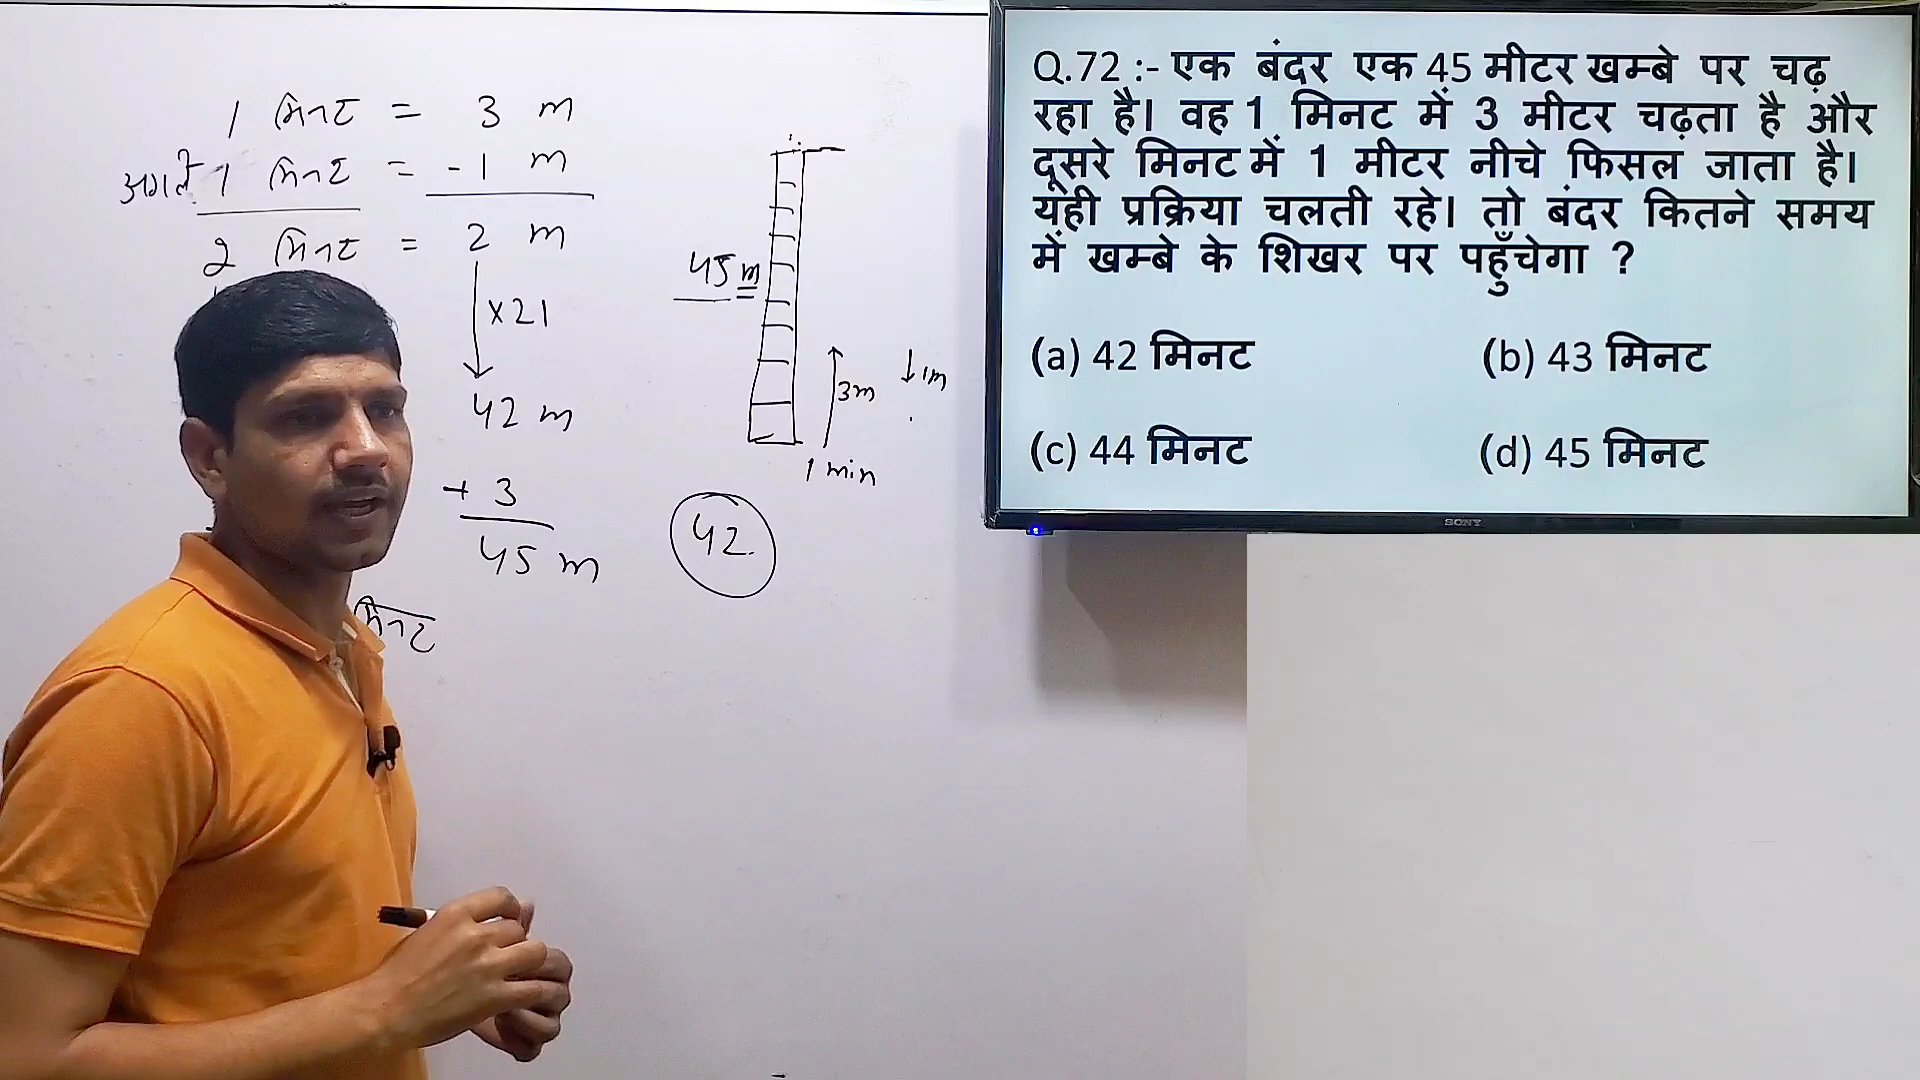 1 मिनट = 3 m
अगले 1 मिनट = - 1 m
2 मिनट = 2 m
×21
42 m
+ 3
45 m
मिनट
45 m
3m
1m
1 min
42.
Q.72 :- एक बंदर एक 45 मीटर खम्बे पर चढ़
रहा है। वह 1 मिनट में 3 मीटर चढ़ता है और
दूसरे मिनट में 1 मीटर नीचे फिसल जाता है।
यही प्रक्रिया चलती रहे। तो बंदर कितने समय
में खम्बे के शिखर पर पहुँचेगा ?
(a) 42 मिनट (b) 43 मिनट
(c) 44 मिनट (d) 45 मिनट
SONY